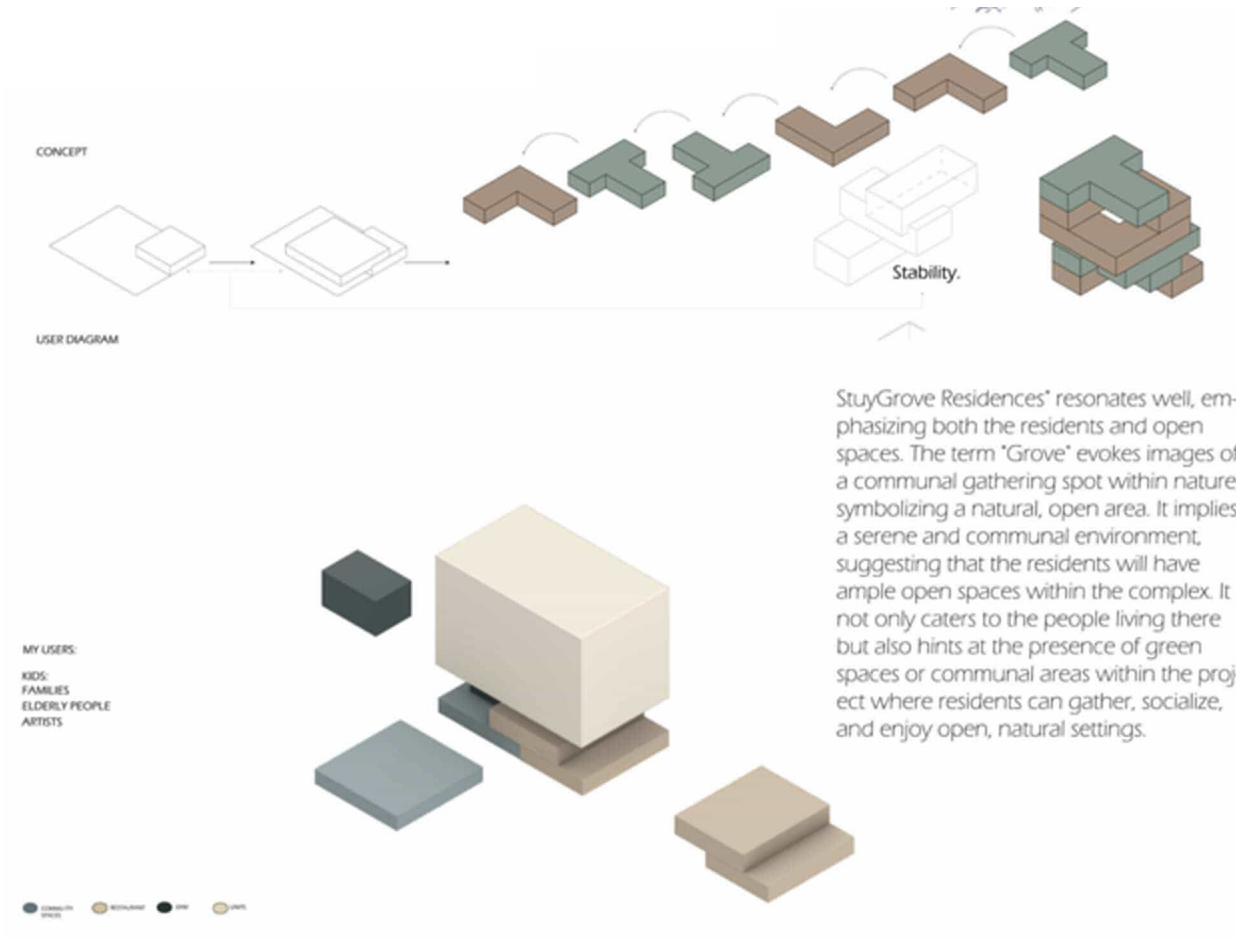 CONCEPT
Stability.
USER DIAGRAM
StuyGrove Residences" resonates well, em-
phasizing both the residents and open
spaces. The term "Grove" evokes images of
a communal gathering spot within nature
symbolizing a natural, open area. It implies
a serene and communal environment,
suggesting that the residents will have
ample open spaces within the complex. It
not only caters to the people living there
but also hints at the presence of green
spaces or communal areas within the proj-
ect where residents can gather, socialize,
and enjoy open, natural settings.
MY USERS:
KIDS:
FAMILIES
ELDERLY PEOPLE
ARTISTS
SPACES
RESTAURANT
UNITS